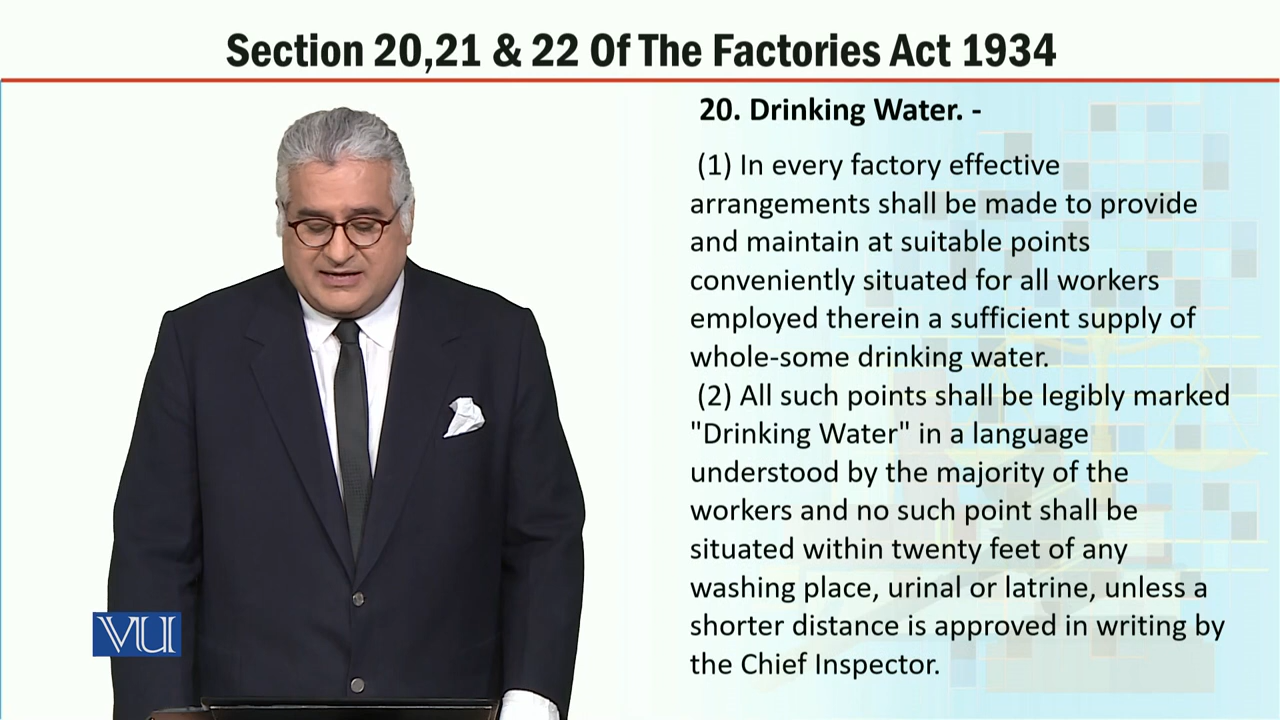 Section 20,21 & 22 Of The Factories Act 1934
20. Drinking Water. -
(1) In every factory effective
arrangements shall be made to provide
and maintain at suitable points
conveniently situated for all workers
employed therein a sufficient supply of
whole-some drinking water.
(2) All such points shall be legibly marked
"Drinking Water" in a language
understood by the majority of the
workers and no such point shall be
situated within twenty feet of any
washing place, urinal or latrine, unless a
shorter distance is approved in writing by
the Chief Inspector.
VU